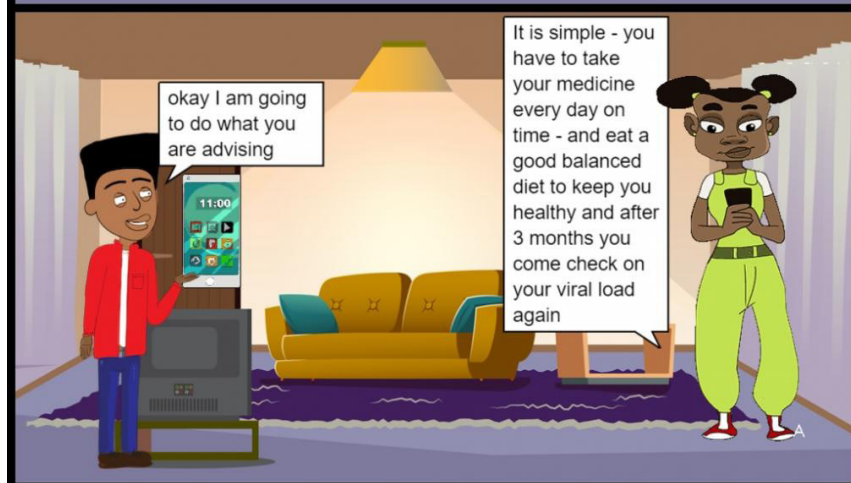 okay I am going
to do what you
are advising
11:00
It is simple - you
have to take
your medicine
every day on
time - and eat a
good balanced
diet to keep you
healthy and after
3 months you
come check on
your viral load
again
A